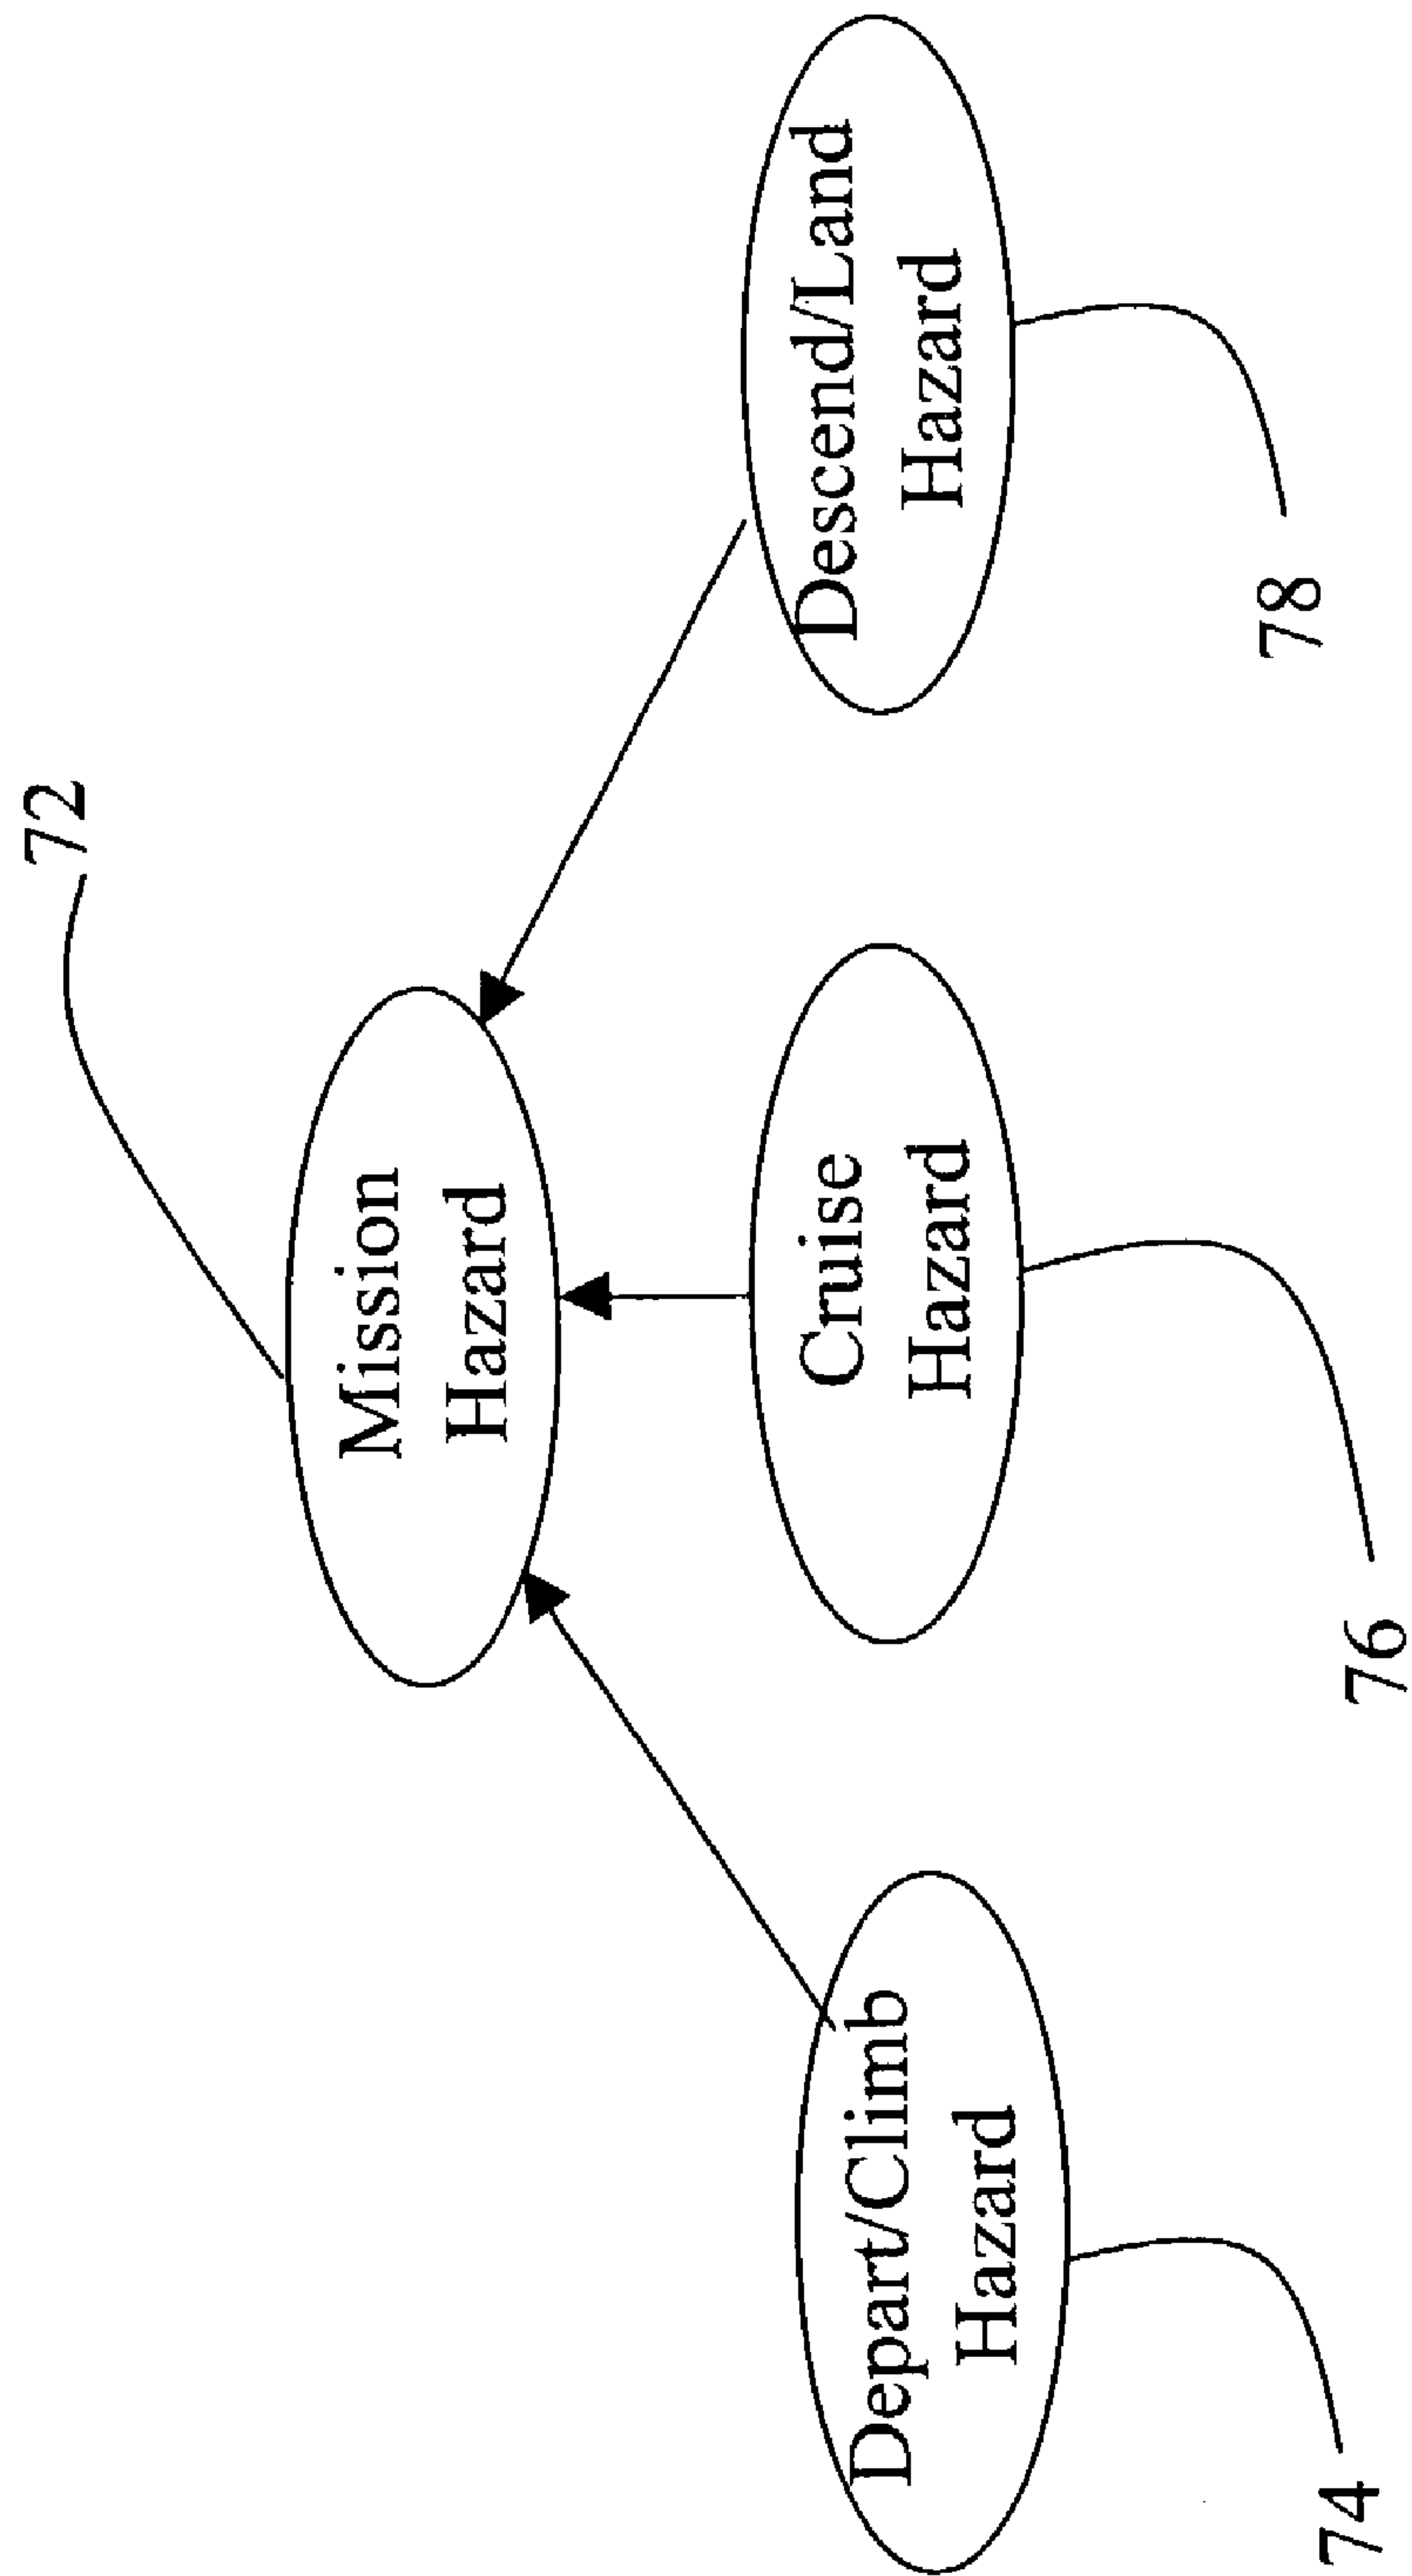 72
Mission
Hazard
Depart/Climb
Hazard
Cruise
Hazard
Descend/Land
Hazard
74
76
78